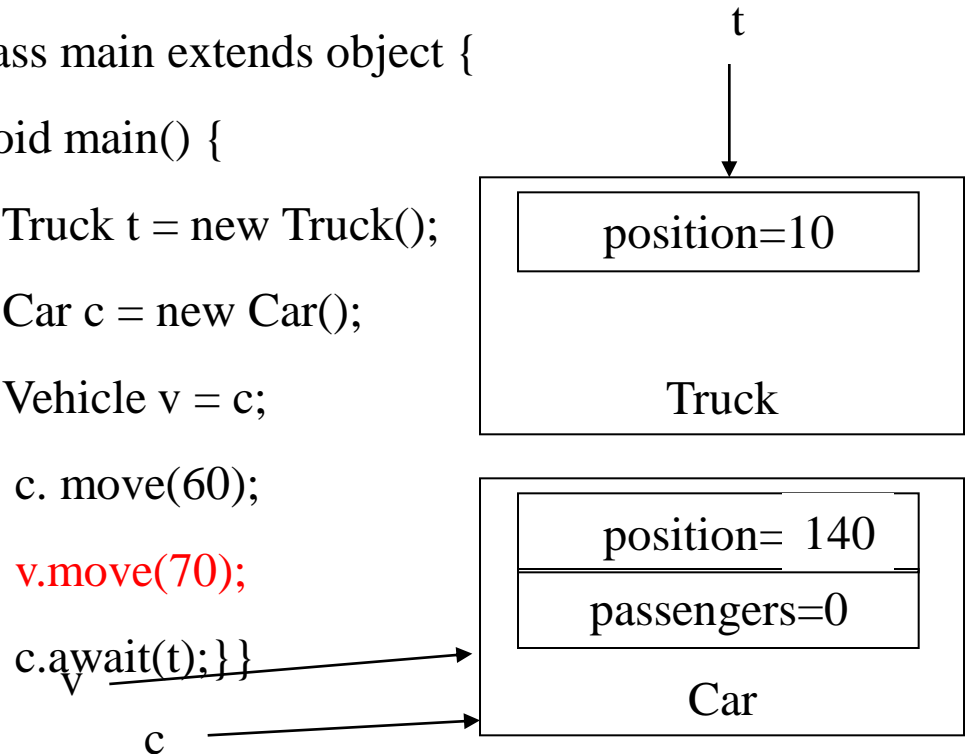 ass main extends object {
oid main() {
Truck t = new Truck();
Car c = new Car();
Vehicle v = c;
c. move(60);
v.move(70);
c.await(t);}}
v
c
t
position=10
Truck
position= 140
passengers=0
Car